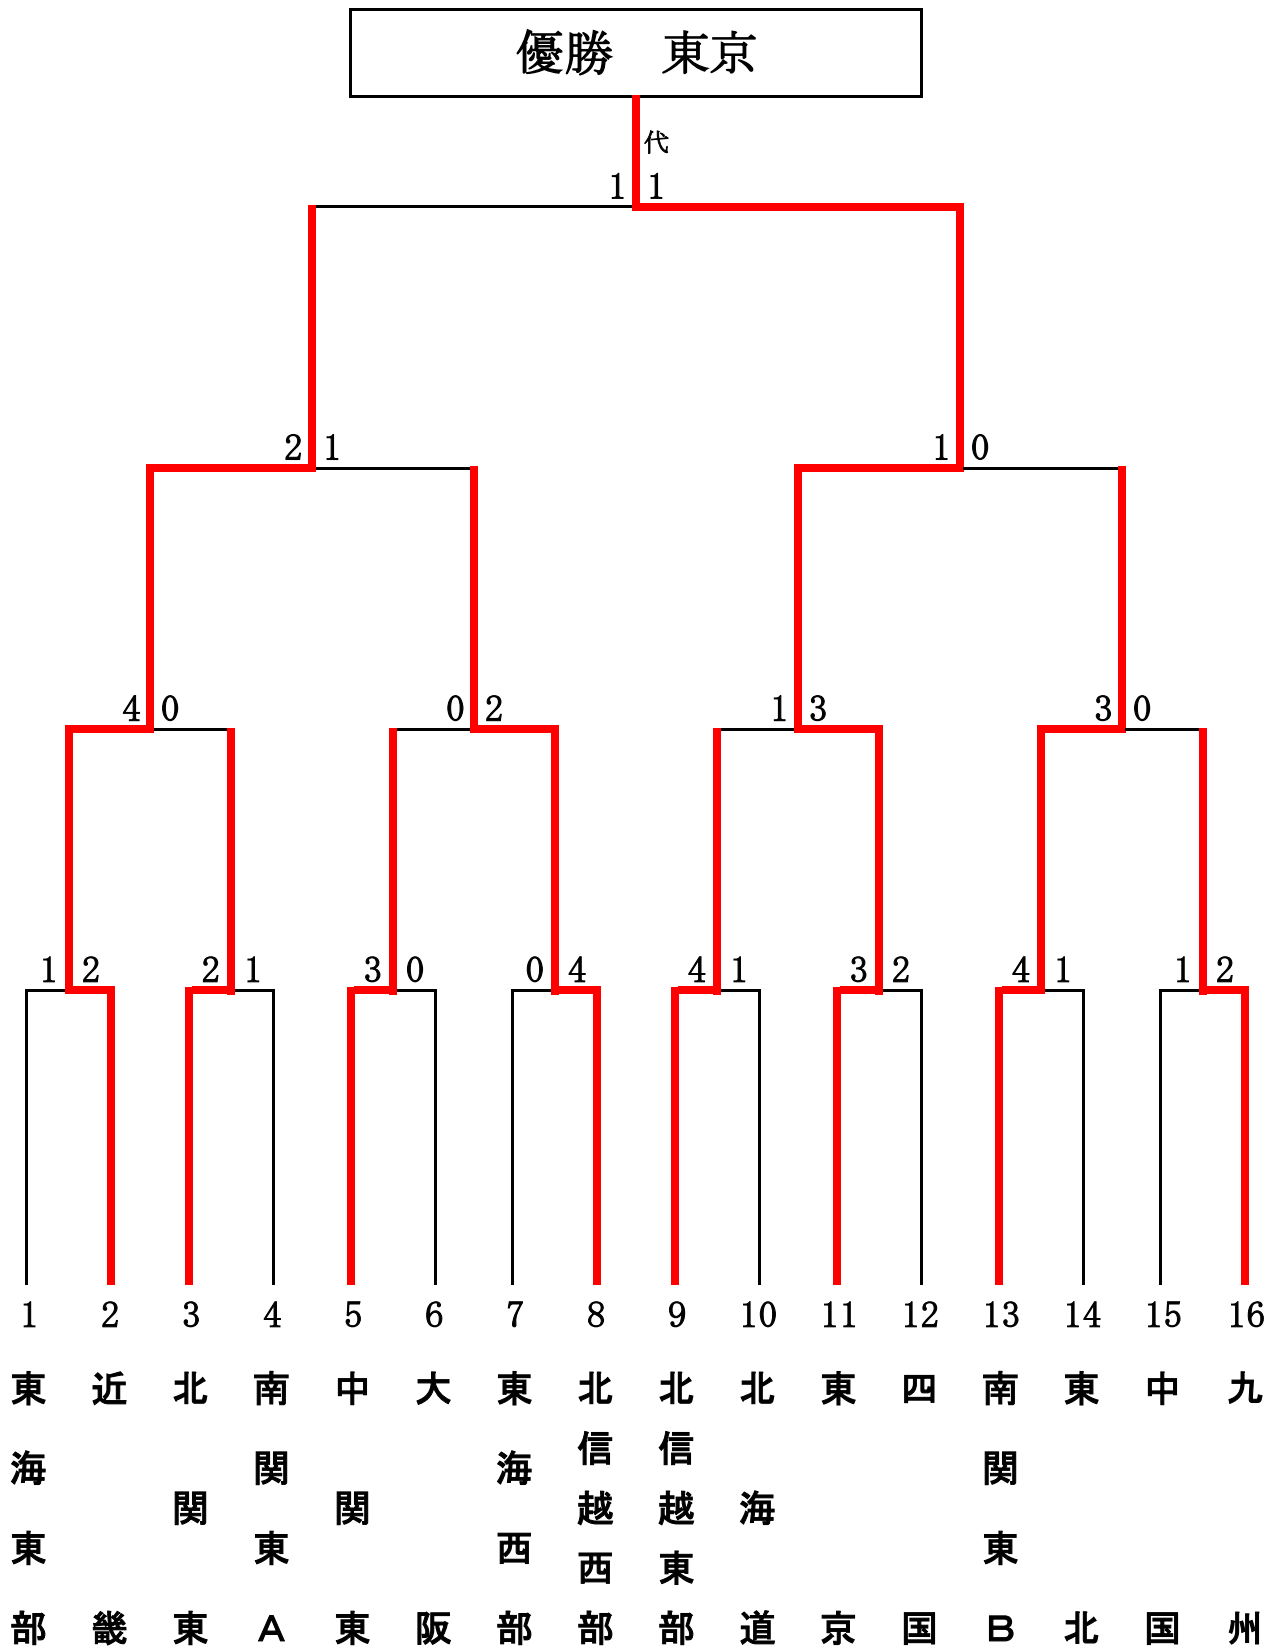 優勝　東京
代
1 1
2 1
1 0
4 0
0 2
1 3
3 0
1 2
2 1
3 0
0 4
4 1
3 2
4 1
1 2
1 2 3 4 5 6 7 8 9 10 11 12 13 14 15 16
東海東部
近畿
北関東
南関東A
中関東
大阪
東海西部
北信越西部
北信越東部
北海道
東京
四国
南関東B
東北
中国
九州